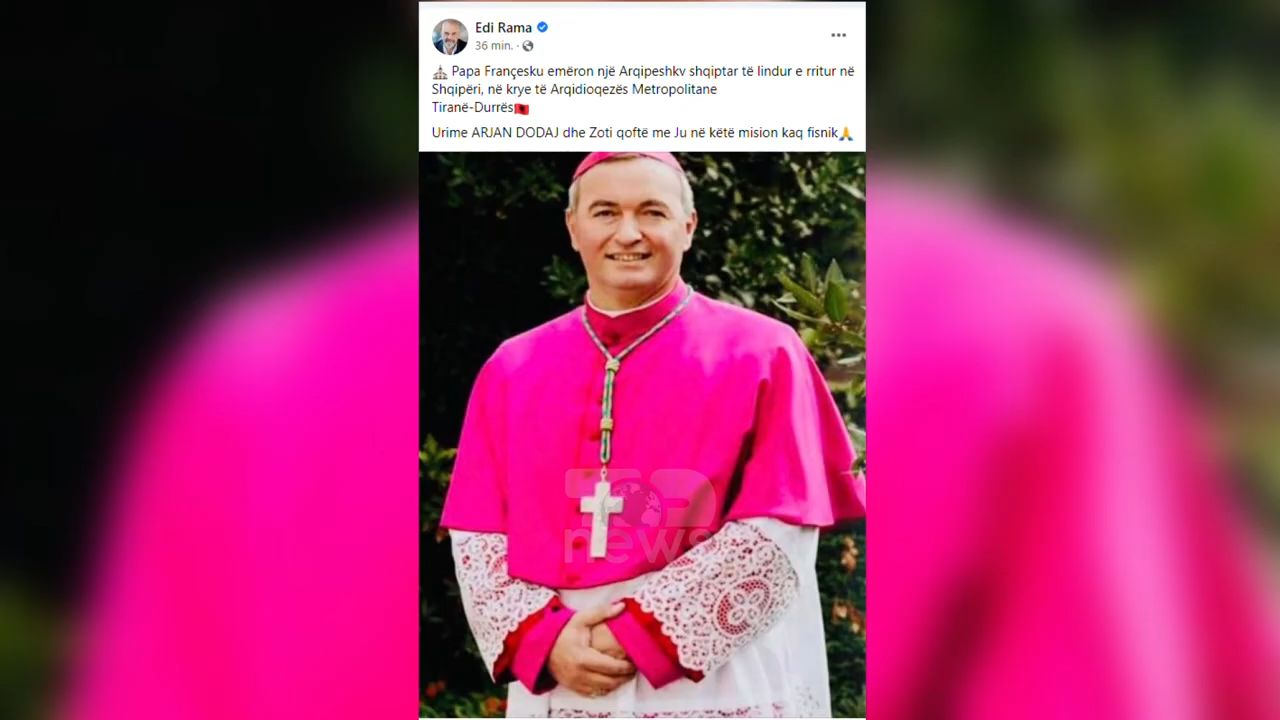 Edi Rama
36 min. ·
⛪ Papa Françesku emëron një Arqipeshkv shqiptar të lindur e rritur në
Shqipëri, në krye të Arqidioqezës Metropolitane
Tiranë-Durrës🇦🇱
Urime ARJAN DODAJ dhe Zoti qoftë me Ju në këtë mision kaq fisnik🙏
TOP
news